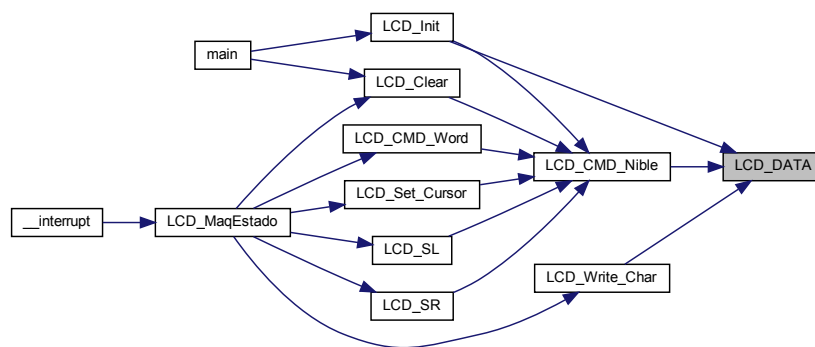 LCD_Init
main
LCD_Clear
LCD_CMD_Word
LCD_CMD_Nible
LCD_DATA
LCD_Set_Cursor
__interrupt
LCD_MaqEstado
LCD_SL
LCD_Write_Char
LCD_SR